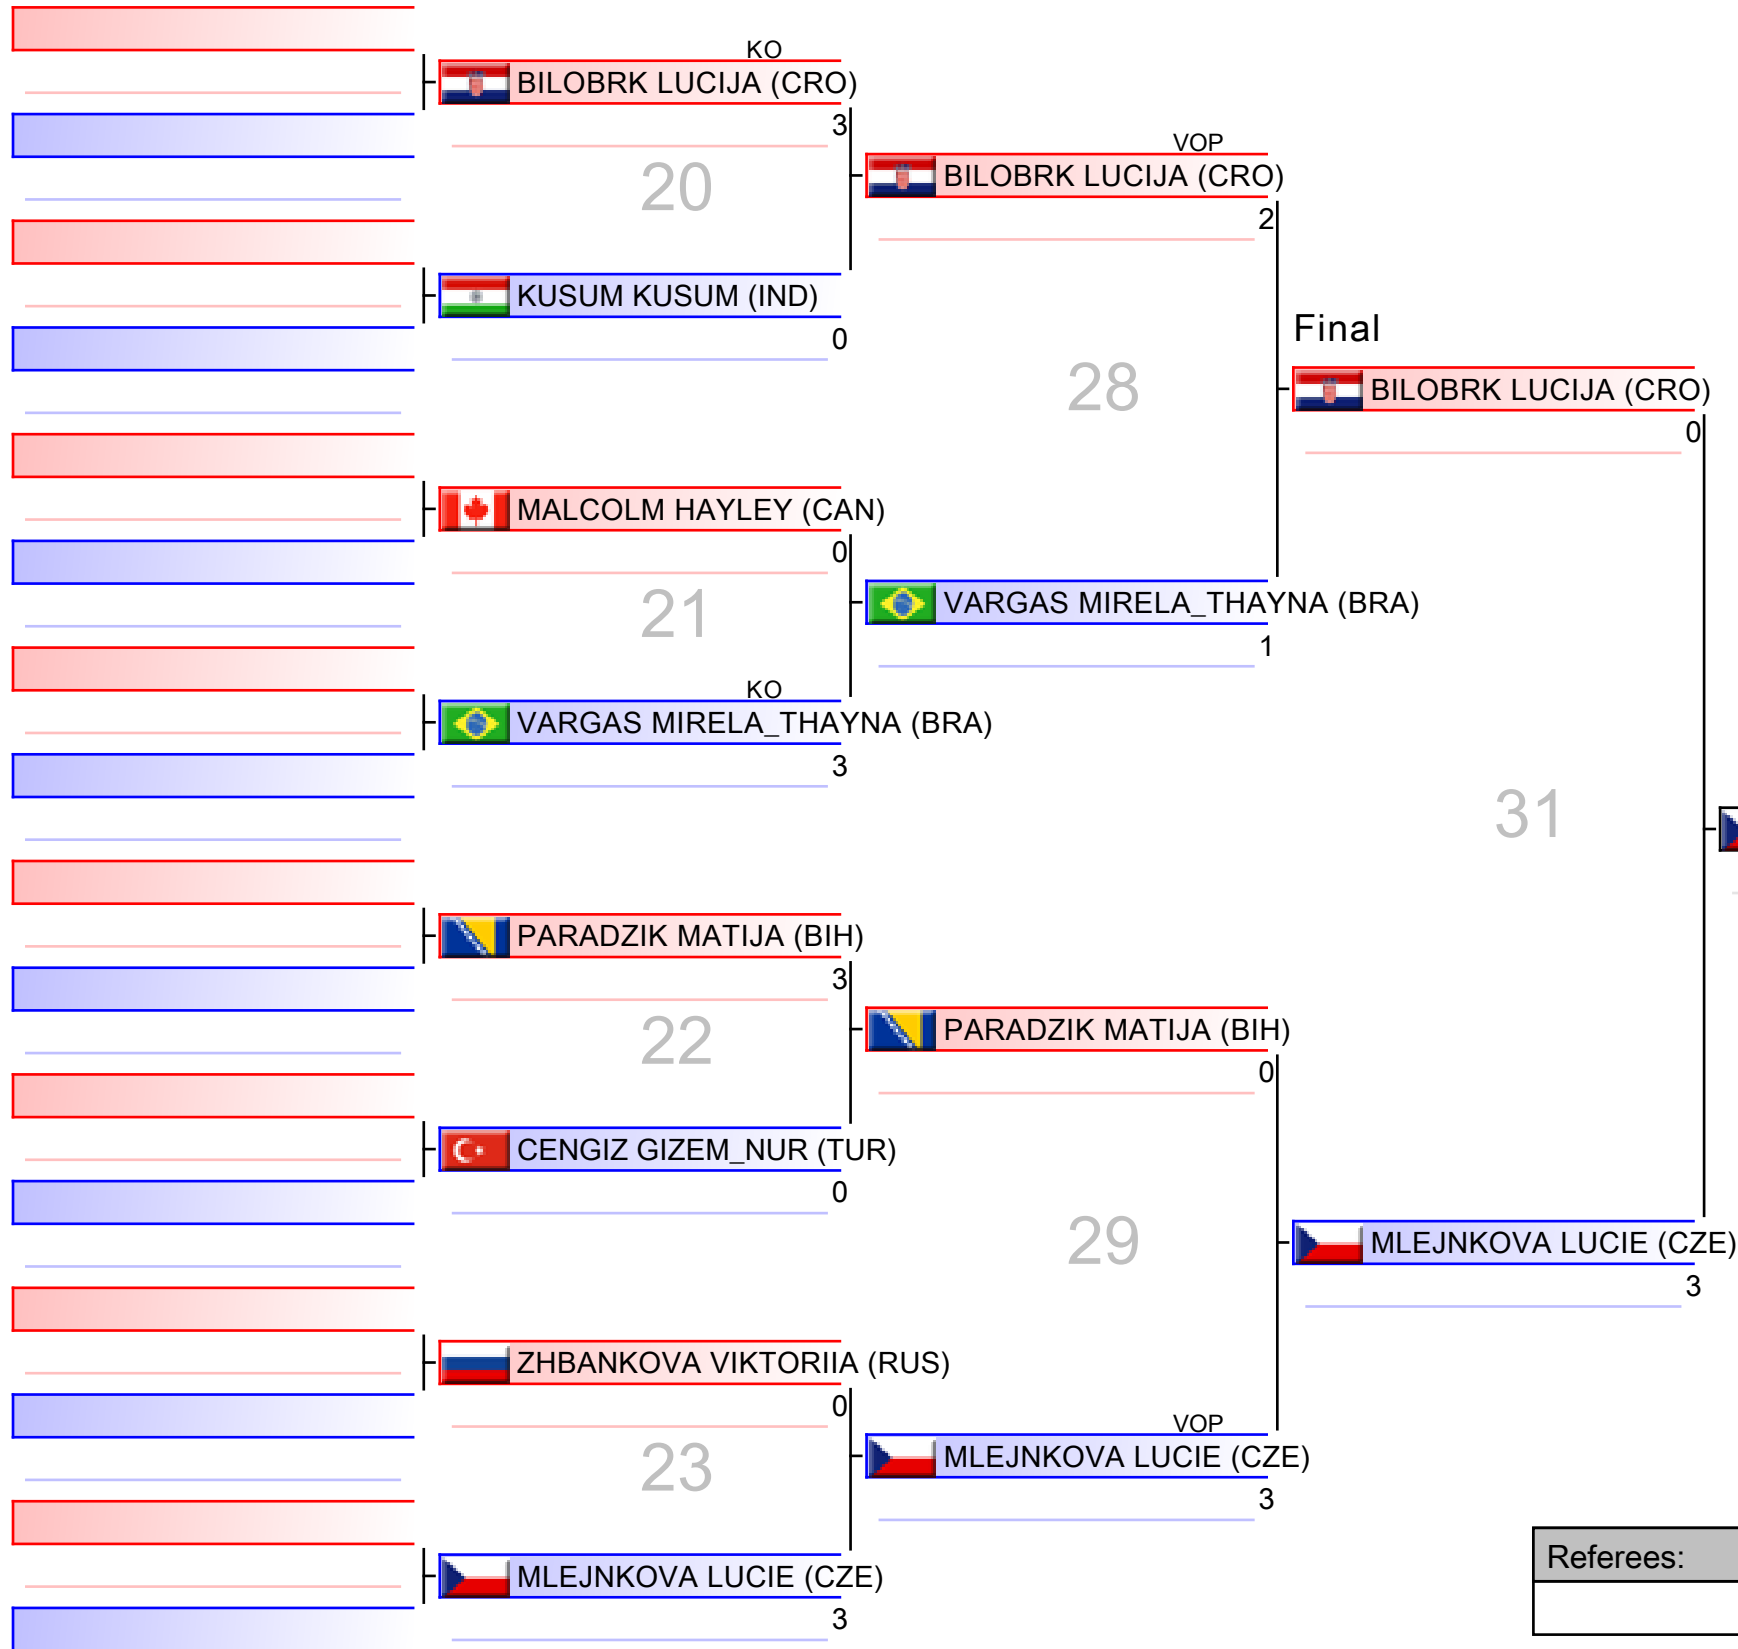 KO
BILOBRK LUCIJA (CRO)
3
VOP
20
BILOBRK LUCIJA (CRO)
2
KUSUM KUSUM (IND)
0
Final
28
BILOBRK LUCIJA (CRO)
0
MALCOLM HAYLEY (CAN)
0
21
VARGAS MIRELA_THAYNA (BRA)
1
KO
VARGAS MIRELA_THAYNA (BRA)
3
31
PARADZIK MATIJA (BIH)
3
22
PARADZIK MATIJA (BIH)
0
CENGIZ GIZEM_NUR (TUR)
0
29
MLEJNKOVA LUCIE (CZE)
3
ZHBANKOVA VIKTORIIA (RUS)
0
VOP
23
MLEJNKOVA LUCIE (CZE)
3
Referees:
MLEJNKOVA LUCIE (CZE)
3